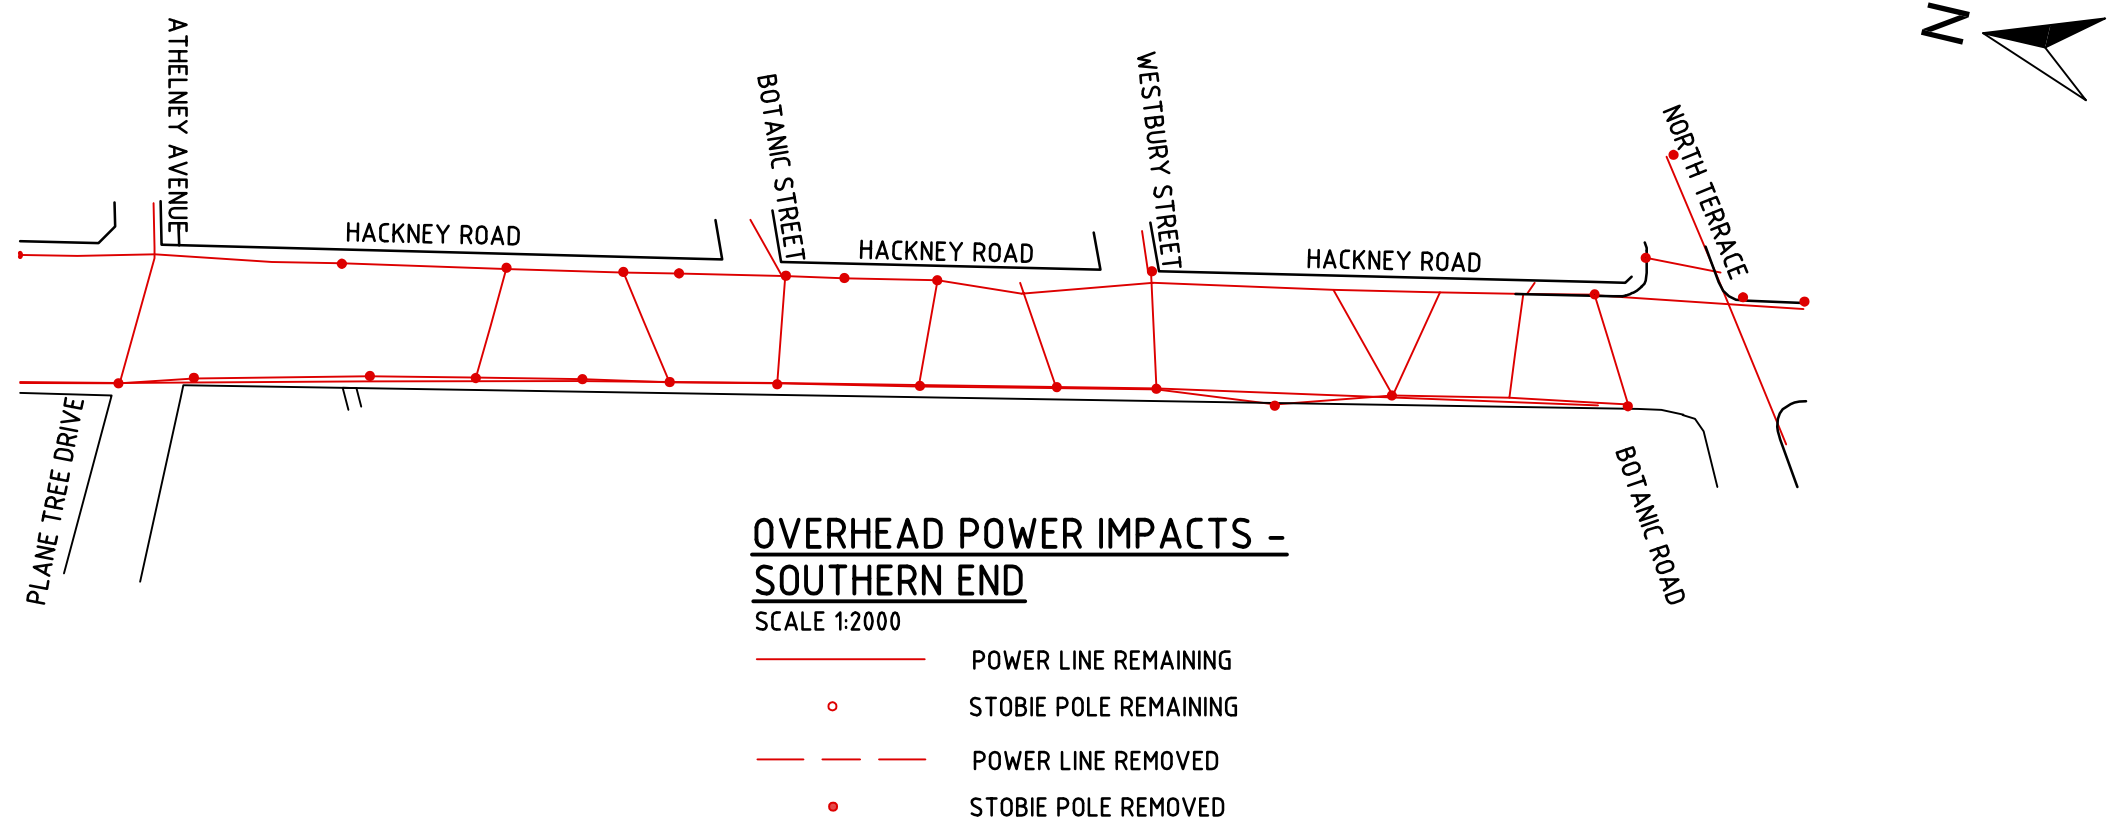 N
ATHELNEY AVENUE
BOTANIC STREET
WESTBURY STREET
NORTH TERRACE
HACKNEY ROAD
HACKNEY ROAD
HACKNEY ROAD
PLANE TREE DRIVE
BOTANIC ROAD
OVERHEAD POWER IMPACTS -
SOUTHERN END
SCALE 1:2000
POWER LINE REMAINING
STOBIE POLE REMAINING
POWER LINE REMOVED
STOBIE POLE REMOVED